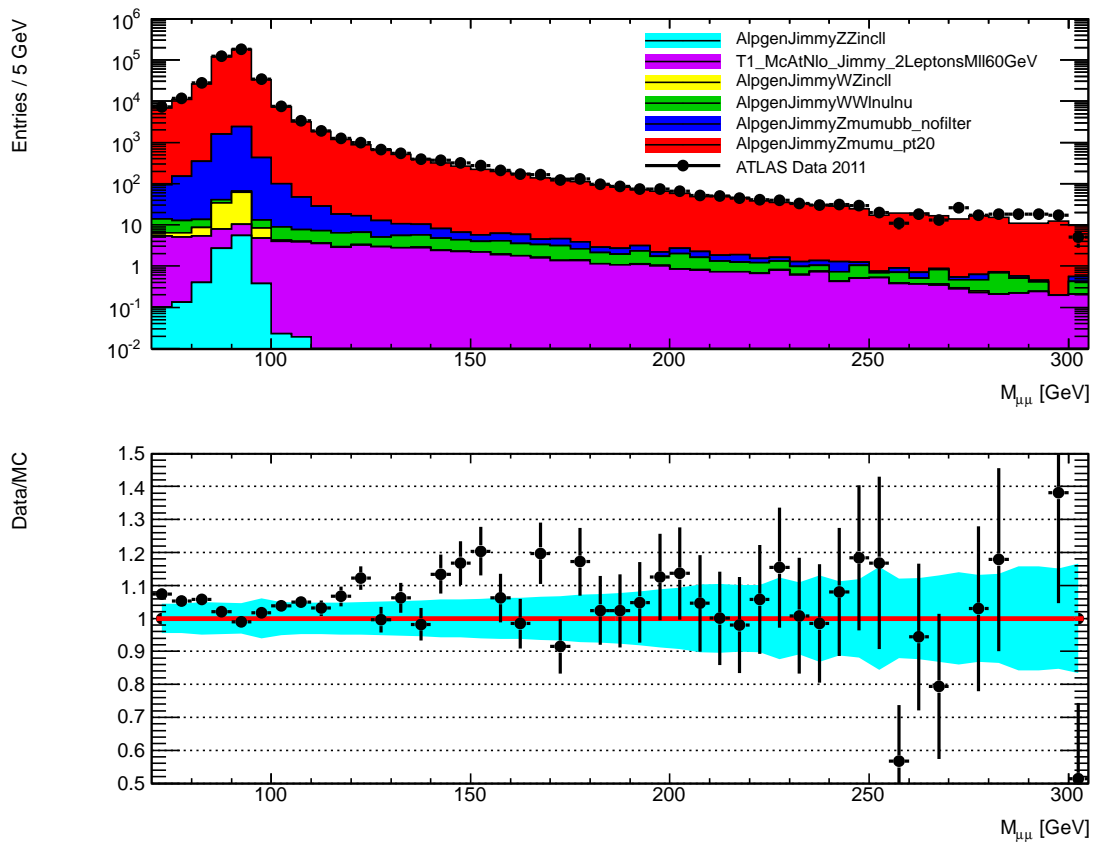 10^6
10^5
10^4
10^3
10^2
10
1
10^-1
10^-2
Entries / 5 GeV
AlpgenJimmyZZincll
T1_McAtNlo_Jimmy_2LeptonsMll60GeV
AlpgenJimmyWZincll
AlpgenJimmyWWlnulnu
AlpgenJimmyZmumubb_nofilter
AlpgenJimmyZmumu_pt20
ATLAS Data 2011
100 150 200 250 300
M_μμ [GeV]
Data/MC
1.5
1.4
1.3
1.2
1.1
1
0.9
0.8
0.7
0.6
0.5
100 150 200 250 300
M_μμ [GeV]